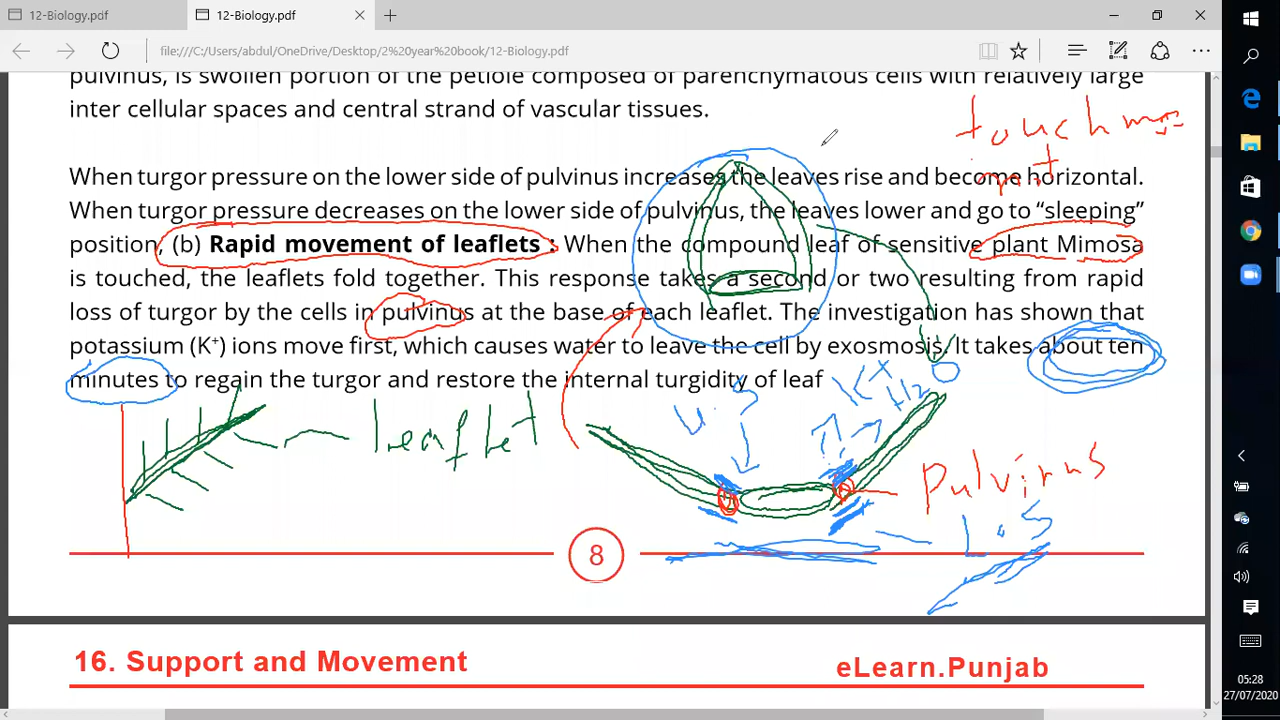 12-Biology.pdf
12-Biology.pdf
file:///C:/Users/abdul/OneDrive/Desktop/2%20year%20book/12-Biology.pdf
pulvinus, is swollen portion of the petiole composed of parenchymatous cells with relatively large
inter cellular spaces and central strand of vascular tissues.
touch me
not
When turgor pressure on the lower side of pulvinus increases the leaves rise and become horizontal.
When turgor pressure decreases on the lower side of pulvinus, the leaves lower and go to “sleeping”
position, (b) Rapid movement of leaflets : When the compound leaf of sensitive plant Mimosa
is touched, the leaflets fold together. This response takes a second or two resulting from rapid
loss of turgor by the cells in pulvinus at the base of each leaflet. The investigation has shown that
potassium (K+) ions move first, which causes water to leave the cell by exosmosis. It takes about ten
minutes to regain the turgor and restore the internal turgidity of leaf
U.S
K+
H2
leaflet
Pulvinus
L.S
8
16. Support and Movement
eLearn.Punjab
05:28
27/07/2020